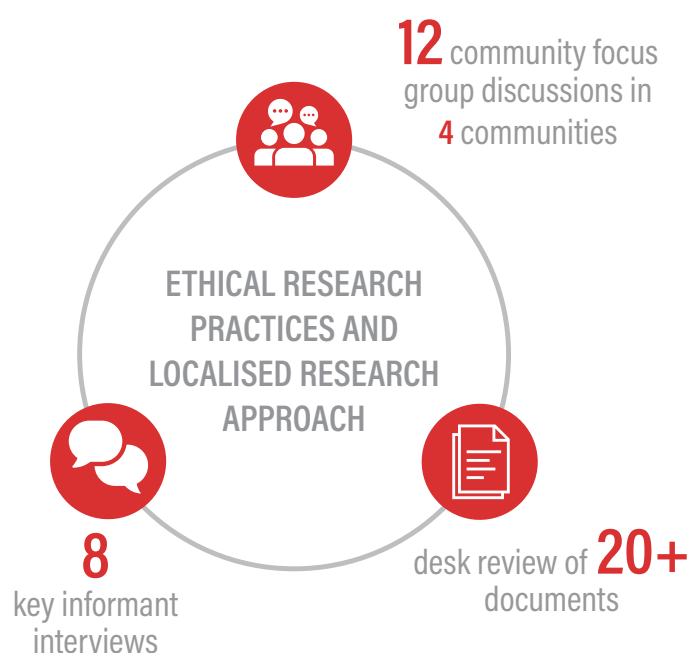 12 community focus
group discussions in
4 communities
ETHICAL RESEARCH
PRACTICES AND
LOCALISED RESEARCH
APPROACH
8
key informant
interviews
desk review of 20+
documents